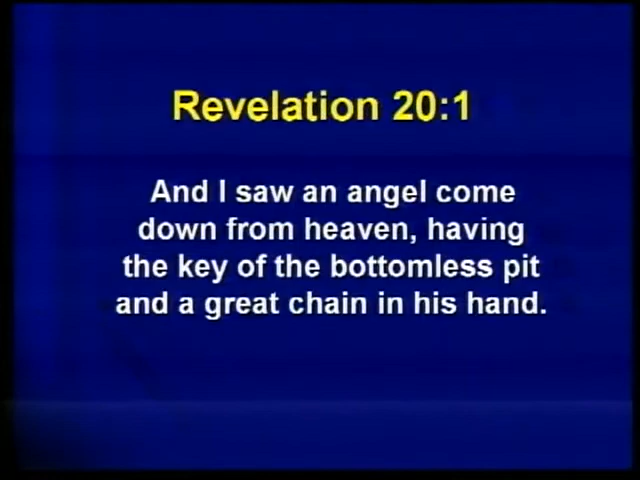 Revelation 20:1
And I saw an angel come
down from heaven, having
the key of the bottomless pit
and a great chain in his hand.